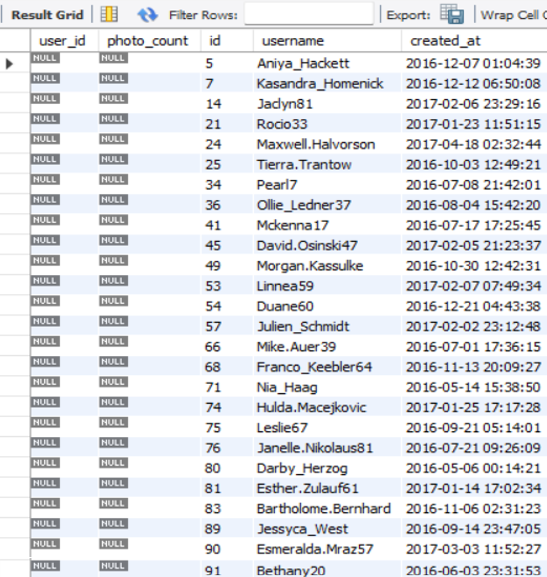 Result Grid Filter Rows: Export: Wrap Cell
user_id photo_count id username created_at
NULL NULL 5 Aniya_Hackett 2016-12-07 01:04:39
NULL NULL 7 Kasandra_Homenick 2016-12-12 06:50:08
NULL NULL 14 Jaclyn81 2017-02-06 23:29:16
NULL NULL 21 Rocio33 2017-01-23 11:51:15
NULL NULL 24 Maxwell.Halvorson 2017-04-18 02:32:44
NULL NULL 25 Tierra.Trantow 2016-10-03 12:49:21
NULL NULL 34 Pearl7 2016-07-08 21:42:01
NULL NULL 36 Ollie_Ledner37 2016-08-04 15:42:20
NULL NULL 41 Mckenna17 2016-07-17 17:25:45
NULL NULL 45 David.Osinski47 2017-02-05 21:23:37
NULL NULL 49 Morgan.Kassulke 2016-10-30 12:42:31
NULL NULL 53 Linnea59 2017-02-07 07:49:34
NULL NULL 54 Duane60 2016-12-21 04:43:38
NULL NULL 57 Julien_Schmidt 2017-02-02 23:12:48
NULL NULL 66 Mike.Auer39 2016-07-01 17:36:15
NULL NULL 68 Franco_Keebler64 2016-11-13 20:09:27
NULL NULL 71 Nia_Haag 2016-05-14 15:38:50
NULL NULL 74 Hulda.Macejkovic 2017-01-25 17:17:28
NULL NULL 75 Leslie67 2016-09-21 05:14:01
NULL NULL 76 Janelle.Nikolaus81 2016-07-21 09:26:09
NULL NULL 80 Darby_Herzog 2016-05-06 00:14:21
NULL NULL 81 Esther.Zulauf61 2017-01-14 17:02:34
NULL NULL 83 Bartholome.Bernhard 2016-11-06 02:31:23
NULL NULL 89 Jessyca_West 2016-09-14 23:47:05
NULL NULL 90 Esmeralda.Mraz57 2017-03-03 11:52:27
NULL NULL 91 Bethany20 2016-06-03 23:31:53